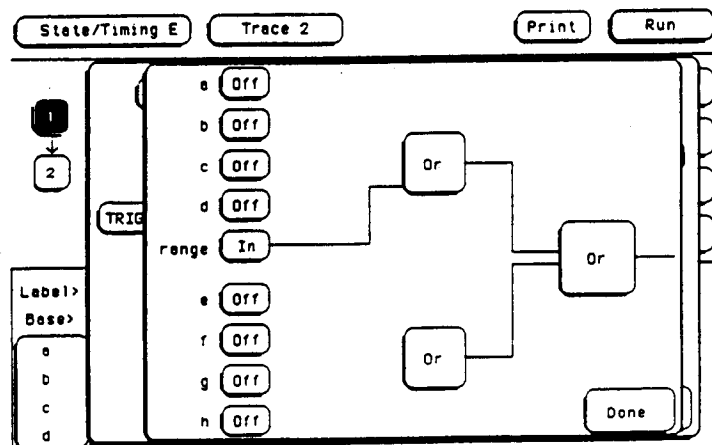 State/Timing E
Trace 2
Print
Run
1
2
TRIG
Label>
Base>
a
b
c
d
a Off
b Off
c Off
d Off
range In
e Off
f Off
g Off
h Off
Or
Or
Or
Done